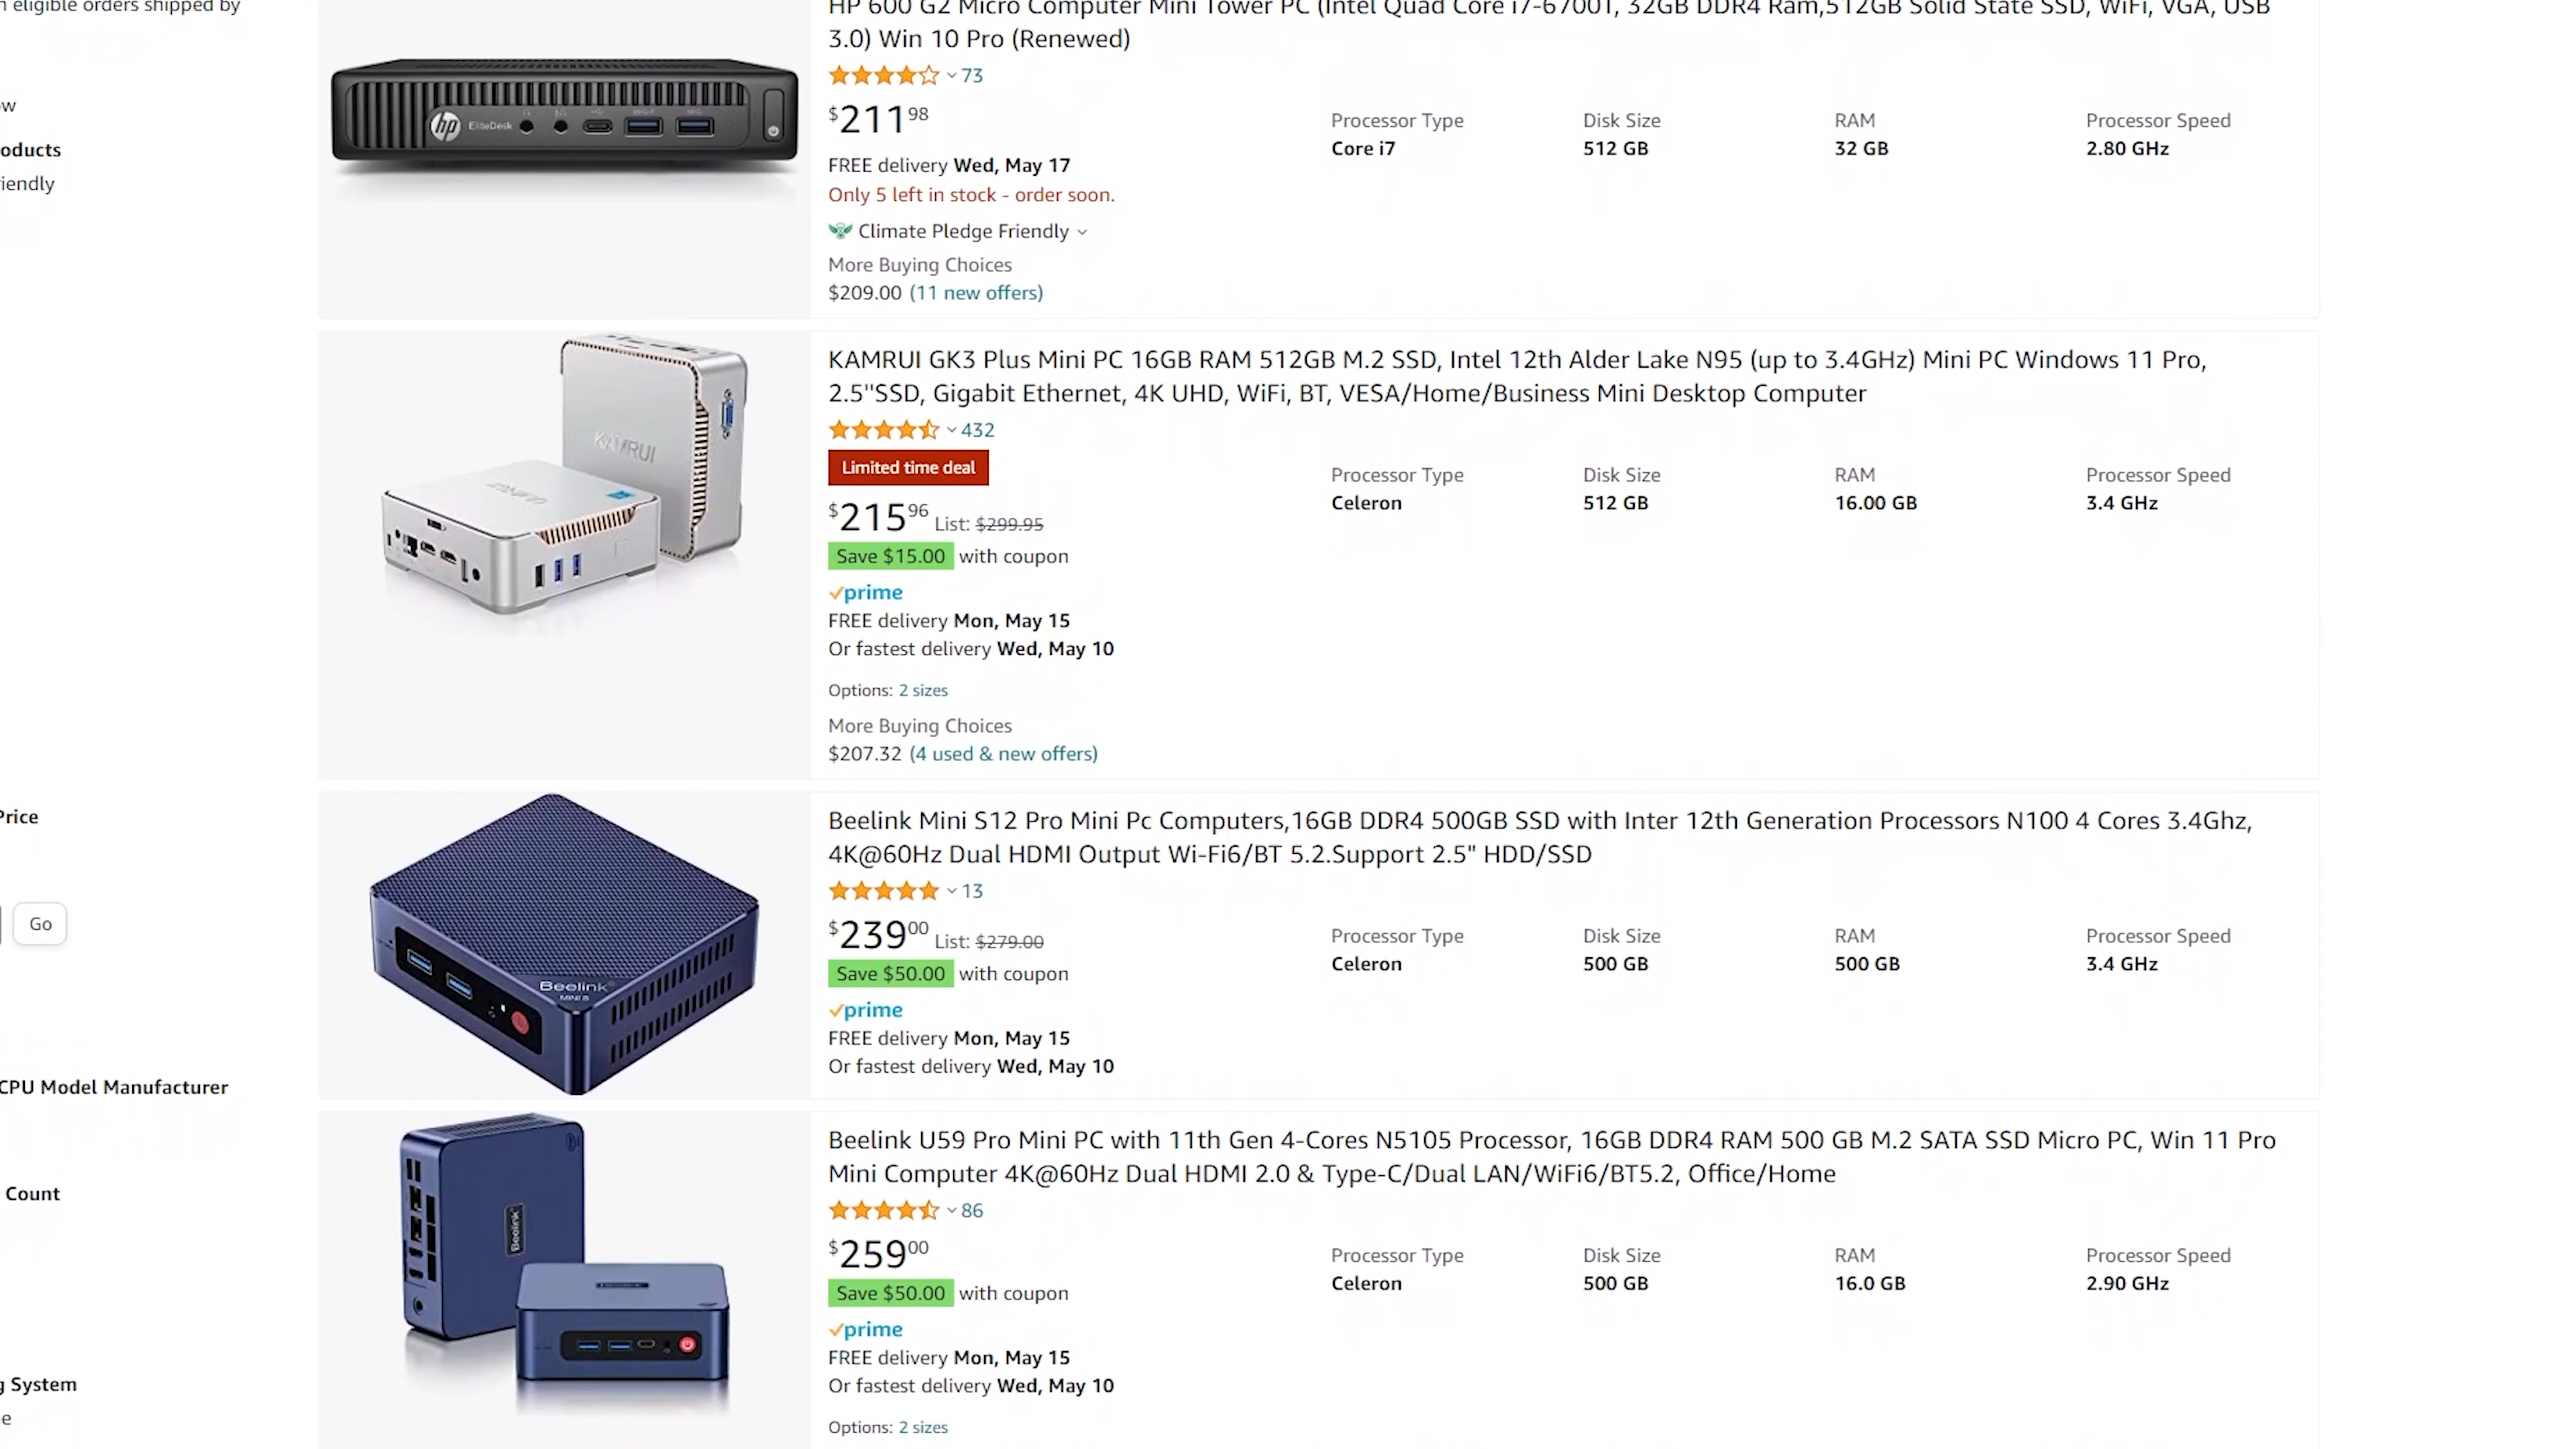 n eligible orders shipped by
w
oducts
iendly
Price
Go
CPU Model Manufacturer
Count
g System
e
HP 600 G2 Micro Computer Mini Tower PC (Intel Quad Core i7-6700T, 32GB DDR4 Ram,512GB Solid State SSD, WiFi, VGA, USB
3.0) Win 10 Pro (Renewed)
73
$211.98
FREE delivery Wed, May 17
Only 5 left in stock - order soon.
Climate Pledge Friendly
More Buying Choices
$209.00 (11 new offers)
Processor Type Disk Size RAM Processor Speed
Core i7 512 GB 32 GB 2.80 GHz
hp EliteDesk
KAMRUI GK3 Plus Mini PC 16GB RAM 512GB M.2 SSD, Intel 12th Alder Lake N95 (up to 3.4GHz) Mini PC Windows 11 Pro,
2.5"SSD, Gigabit Ethernet, 4K UHD, WiFi, BT, VESA/Home/Business Mini Desktop Computer
432
Limited time deal
$215.96 List: $299.95
Save $15.00 with coupon
prime
FREE delivery Mon, May 15
Or fastest delivery Wed, May 10
Options: 2 sizes
More Buying Choices
$207.32 (4 used & new offers)
Processor Type Disk Size RAM Processor Speed
Celeron 512 GB 16.00 GB 3.4 GHz
KAMRUI
Beelink Mini S12 Pro Mini Pc Computers,16GB DDR4 500GB SSD with Inter 12th Generation Processors N100 4 Cores 3.4Ghz,
4K@60Hz Dual HDMI Output Wi-Fi6/BT 5.2.Support 2.5" HDD/SSD
13
$239.00 List: $279.00
Save $50.00 with coupon
prime
FREE delivery Mon, May 15
Or fastest delivery Wed, May 10
Processor Type Disk Size RAM Processor Speed
Celeron 500 GB 500 GB 3.4 GHz
Beelink
MINI S
Beelink U59 Pro Mini PC with 11th Gen 4-Cores N5105 Processor, 16GB DDR4 RAM 500 GB M.2 SATA SSD Micro PC, Win 11 Pro
Mini Computer 4K@60Hz Dual HDMI 2.0 & Type-C/Dual LAN/WiFi6/BT5.2, Office/Home
86
$259.00
Save $50.00 with coupon
prime
FREE delivery Mon, May 15
Or fastest delivery Wed, May 10
Options: 2 sizes
Processor Type Disk Size RAM Processor Speed
Celeron 500 GB 16.0 GB 2.90 GHz
Beelink